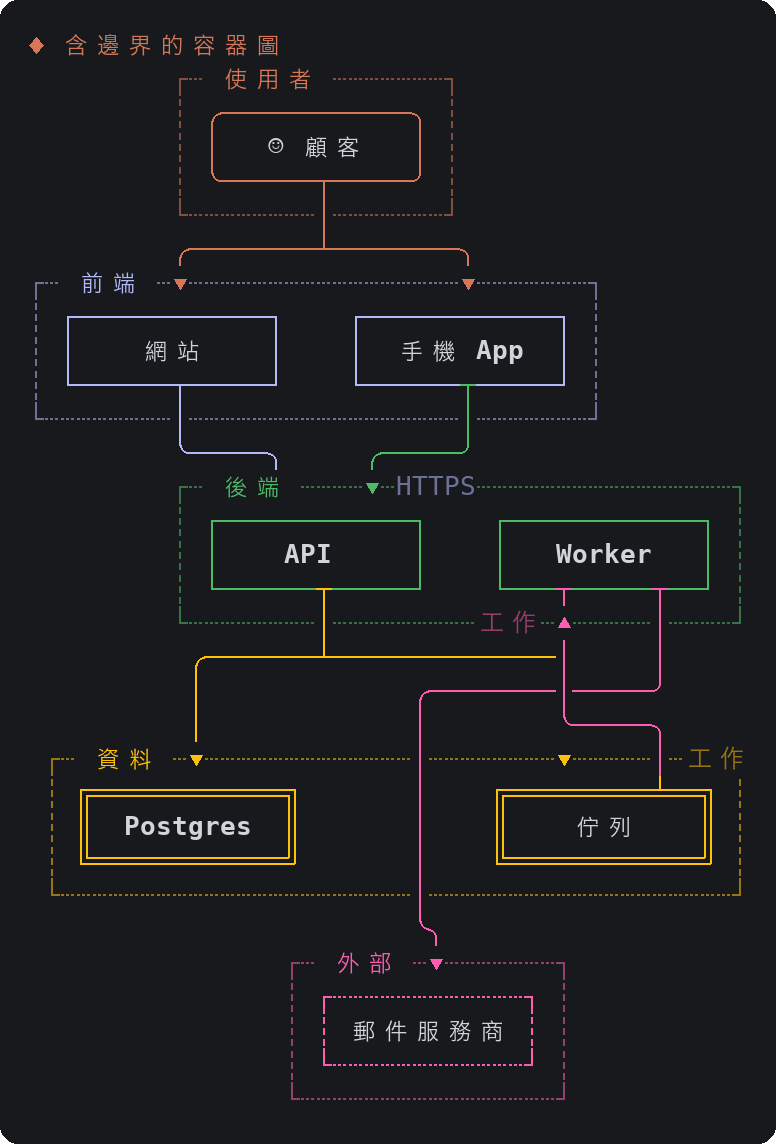 含邊界的容器圖
使用者
☺ 顧客
前端
網站
手機 App
後端
HTTPS
API
Worker
工作
資料
工作
Postgres
佇列
外部
郵件服務商